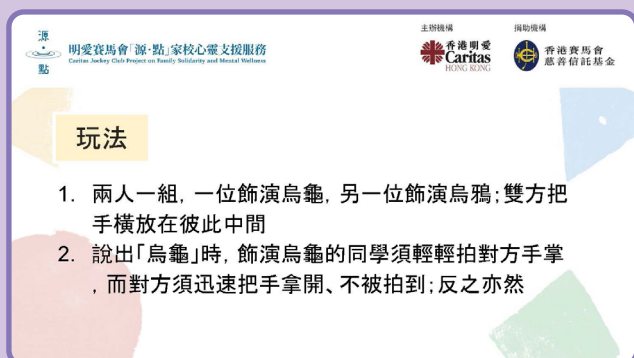 源
點
明愛賽馬會「源·點」家校心靈支援服務
Caritas Jockey Club Project on Family Solidarity and Mental Wellness
主辦機構
香港明愛
Caritas
HONG KONG
捐助機構
香港賽馬會
慈善信託基金
玩法
1. 兩人一組, 一位飾演烏龜, 另一位飾演烏鴉;雙方把
手橫放在彼此中間
2. 說出「烏龜」時, 飾演烏龜的同學須輕輕拍對方手掌
, 而對方須迅速把手拿開、不被拍到;反之亦然